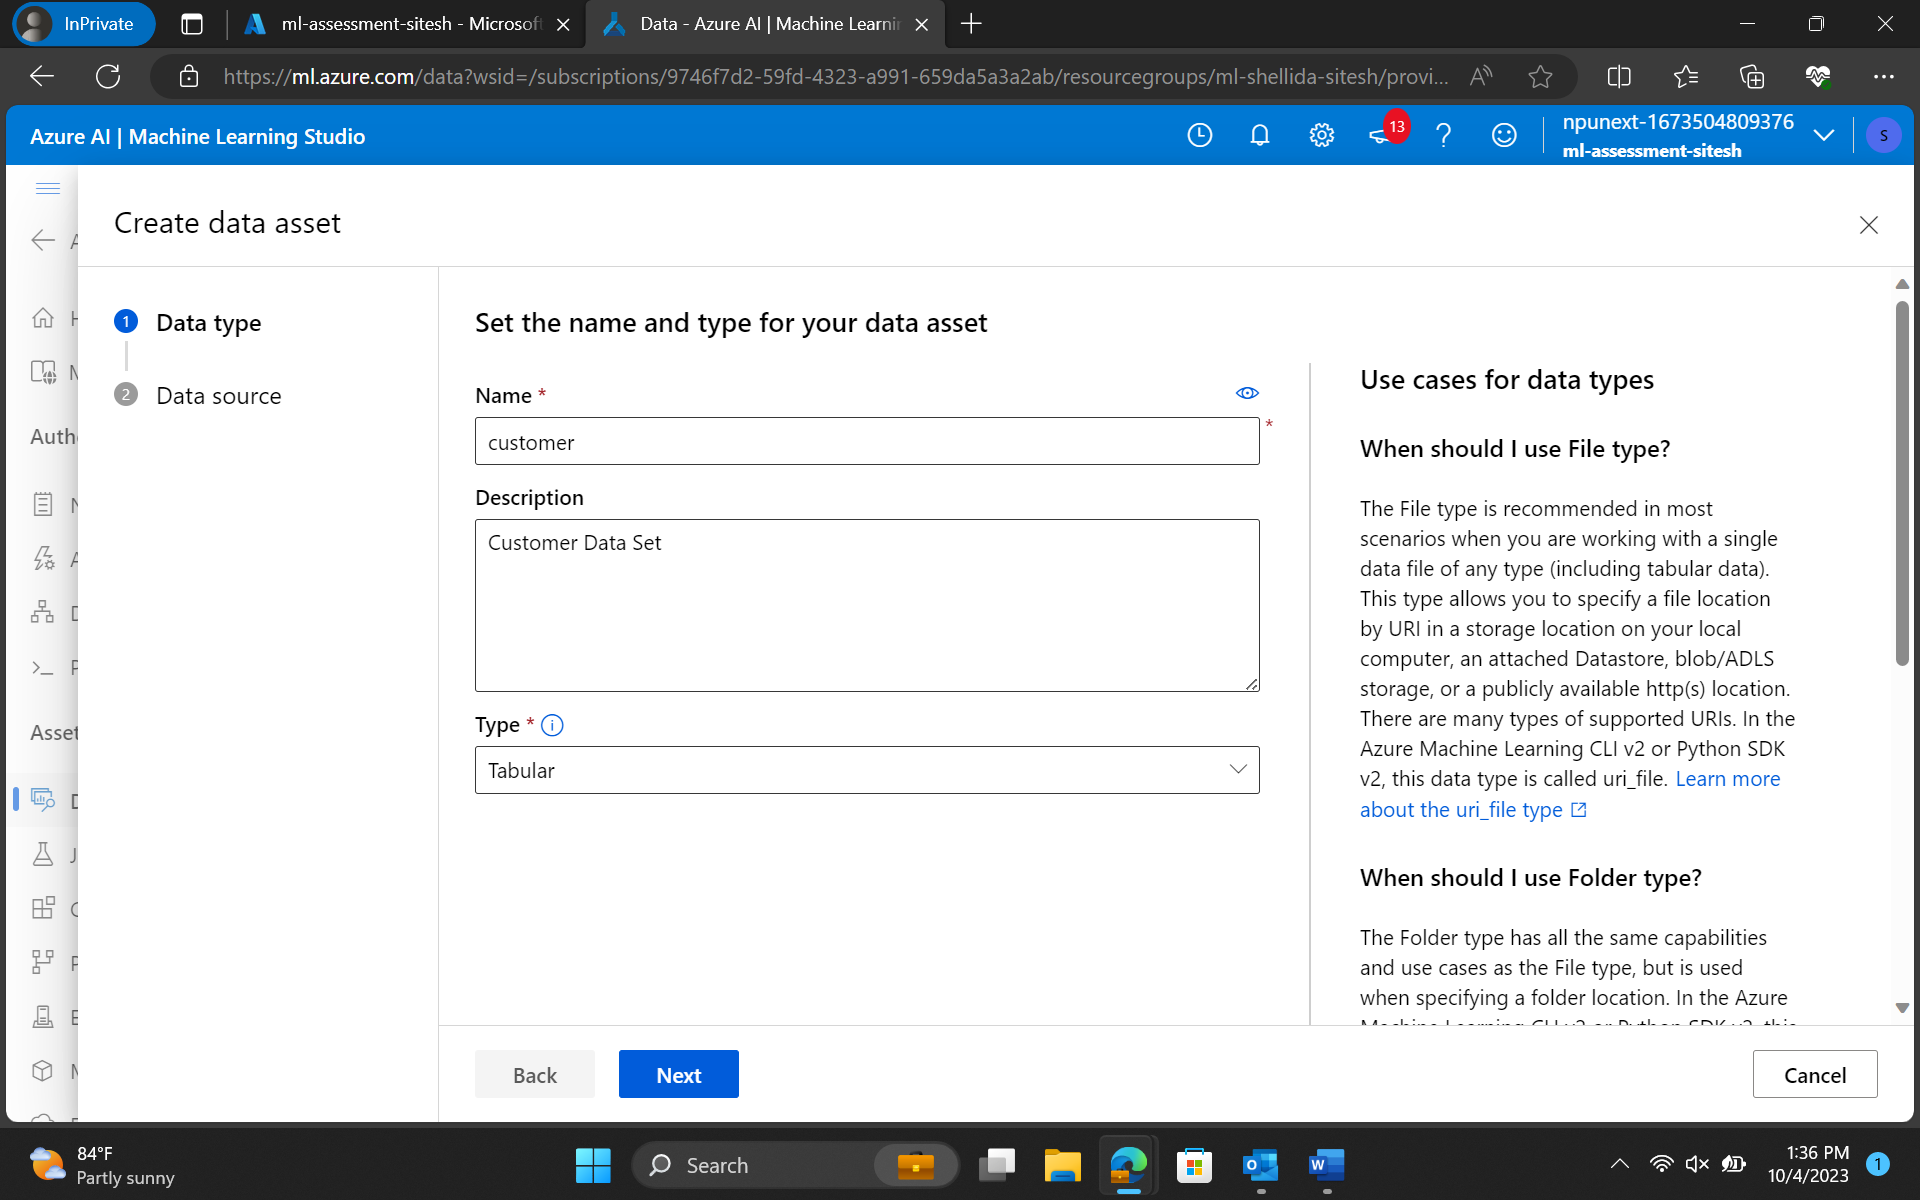 InPrivate
ml-assessment-sitesh - Microsoft
Data - Azure AI | Machine Learnin
https://ml.azure.com/data?wsid=/subscriptions/9746f7d2-59fd-4323-a991-659da5a3a2ab/resourcegroups/ml-shellida-sitesh/provi...
Azure AI | Machine Learning Studio
13
npunext-1673504809376
ml-assessment-sitesh
S
Create data asset
1 Data type
2 Data source
Auth
Asset
Set the name and type for your data asset
Name *
customer
*
Description
Customer Data Set
Type *
Tabular
Use cases for data types
When should I use File type?
The File type is recommended in most
scenarios when you are working with a single
data file of any type (including tabular data).
This type allows you to specify a file location
by URI in a storage location on your local
computer, an attached Datastore, blob/ADLS
storage, or a publicly available http(s) location.
There are many types of supported URIs. In the
Azure Machine Learning CLI v2 or Python SDK
v2, this data type is called uri_file. Learn more
about the uri_file type
When should I use Folder type?
The Folder type has all the same capabilities
and use cases as the File type, but is used
when specifying a folder location. In the Azure
Machine Learning CLI v2 or Python SDK v2, this
Back
Next
Cancel
84°F
Partly sunny
Search
1:36 PM
10/4/2023
1